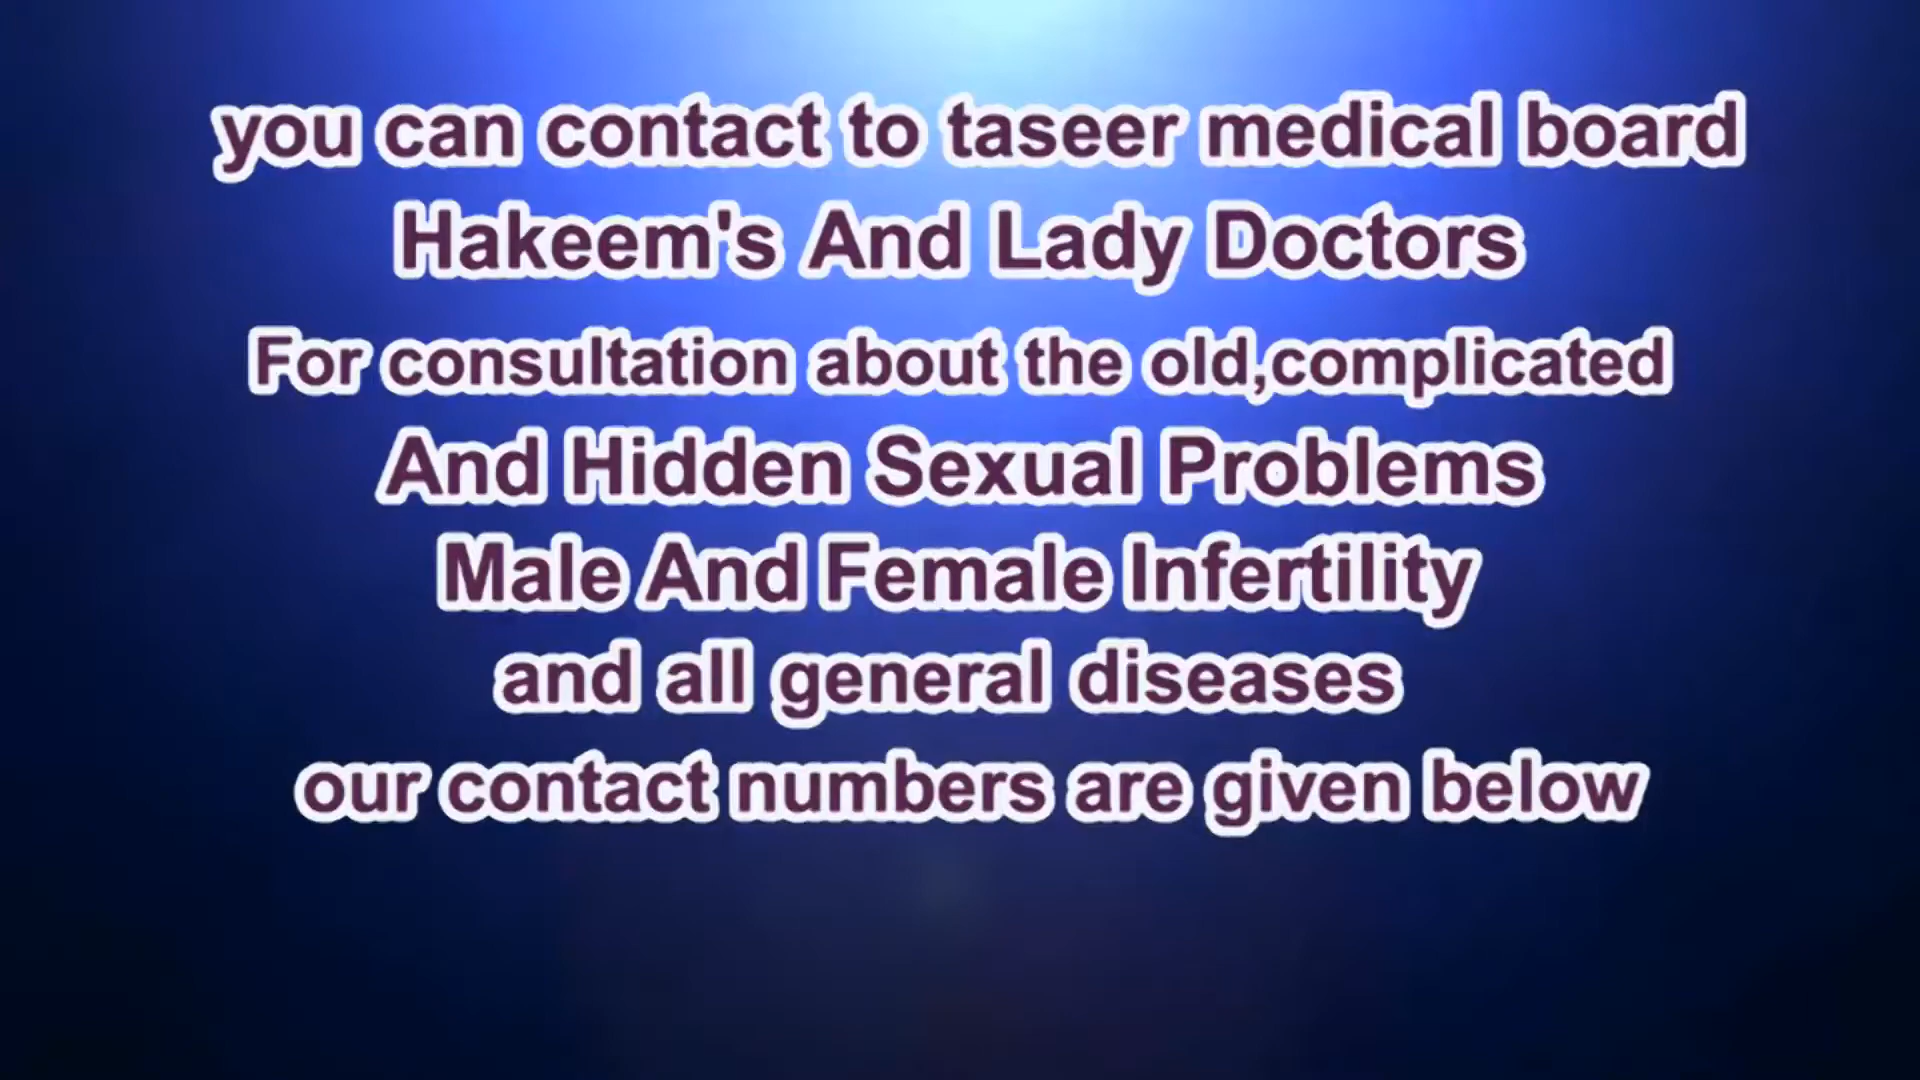 you can contact to taseer medical board
Hakeem's And Lady Doctors
For consultation about the old,complicated
And Hidden Sexual Problems
Male And Female Infertility
and all general diseases
our contact numbers are given below